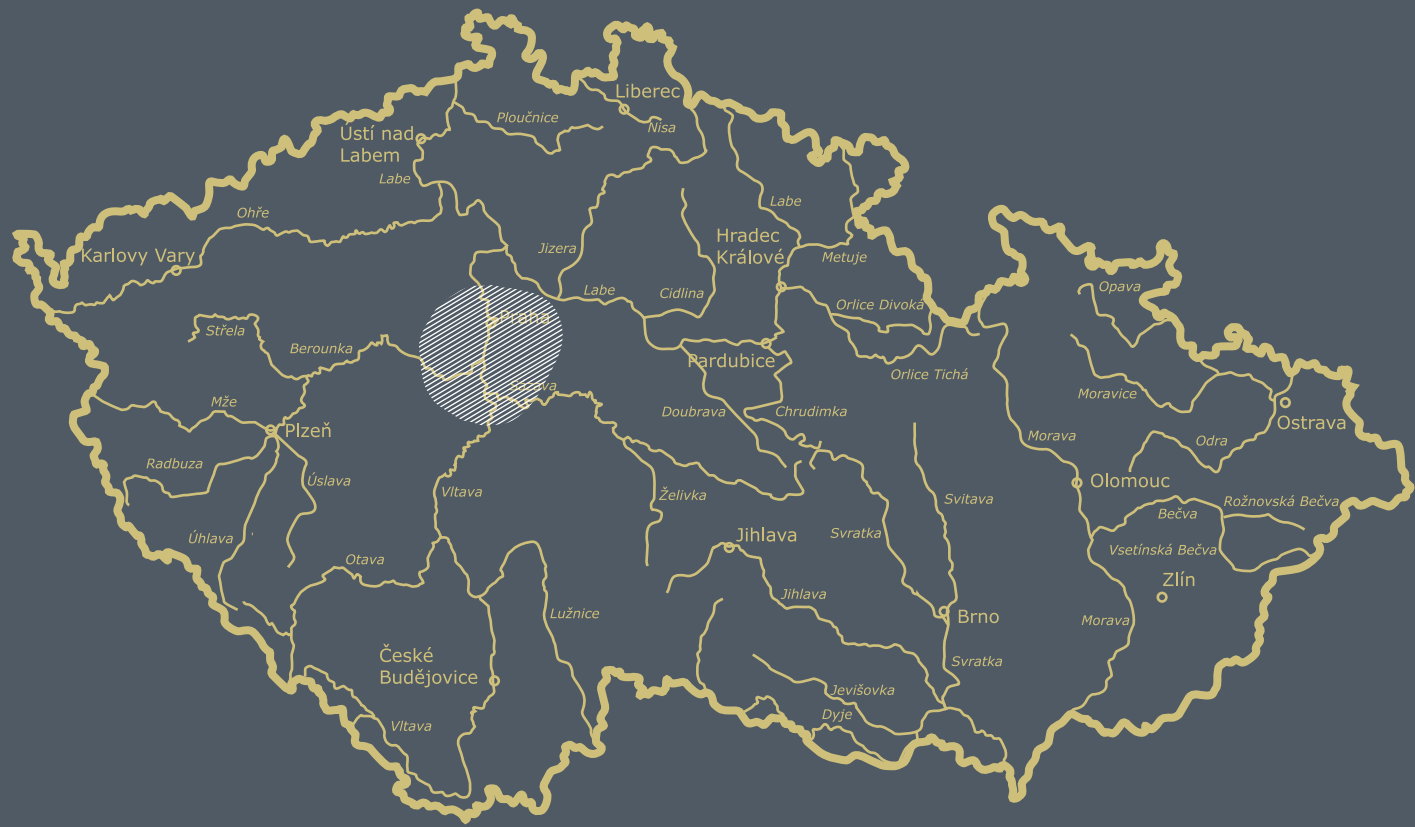 Liberec
Ploučnice
Nisa
Ústí nad
Labem
Labe
Ohře
Labe
Hradec
Králové
Jizera
Karlovy Vary
Metuje
Opava
Labe
Cidlina
Orlice Divoká
Praha
Střela
Berounka
Pardubice
Orlice Tichá
Sázava
Moravice
Mže
Doubrava
Chrudimka
Ostrava
Plzeň
Morava
Odra
Radbuza
Úslava
Vltava
Želivka
Svitava
Olomouc
Rožnovská Bečva
Bečva
Úhlava
Jihlava
Svratka
Vsetínská Bečva
Otava
Zlín
Jihlava
Lužnice
Brno
Morava
České
Budějovice
Svratka
Jevišovka
Dyje
Vltava